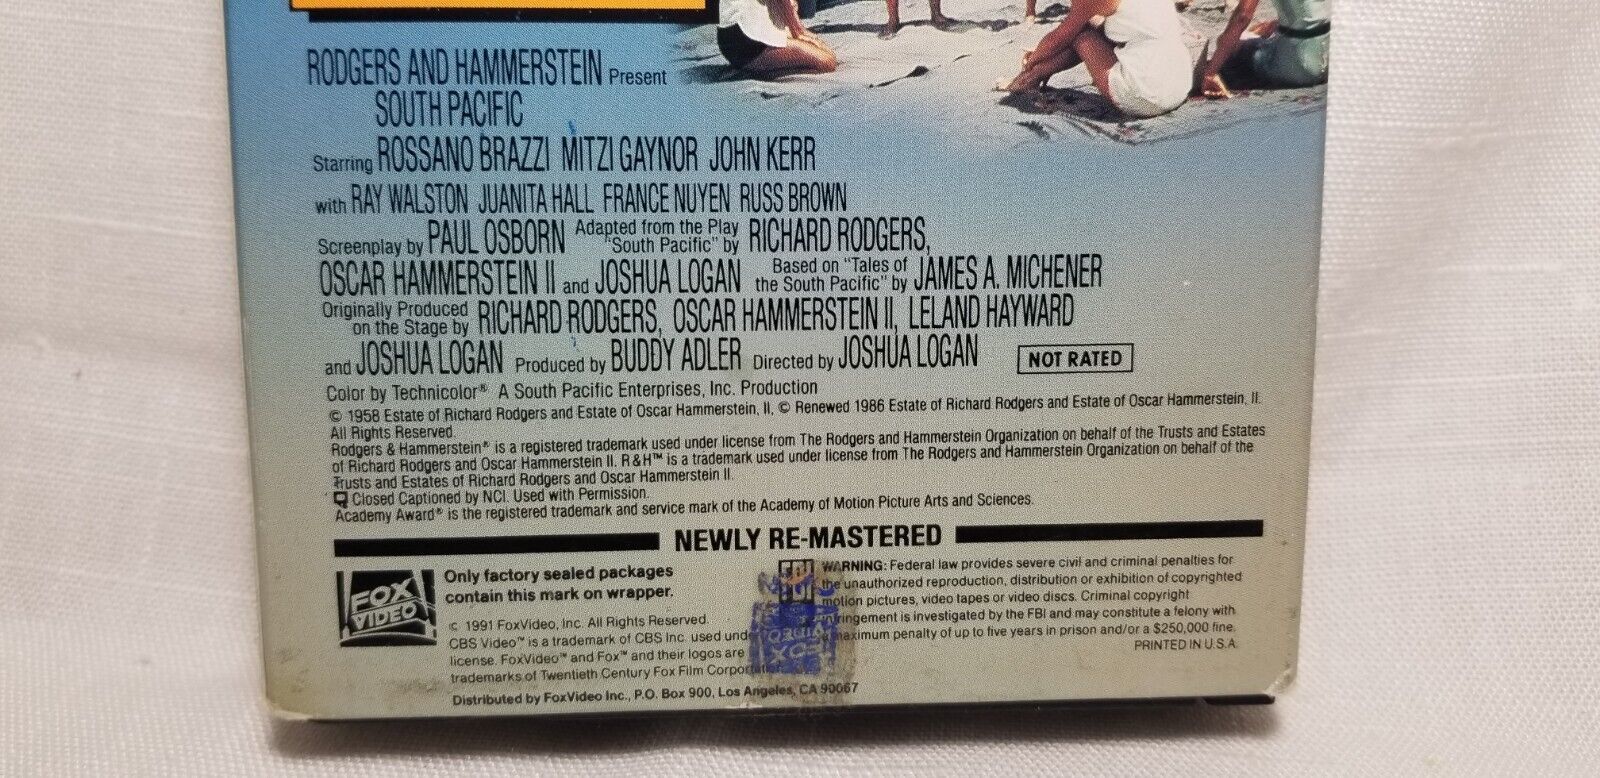 RODGERS AND HAMMERSTEIN Present
SOUTH PACIFIC
Starring ROSSANO BRAZZI MITZI GAYNOR JOHN KERR
with RAY WALSTON JUANITA HALL FRANCE NUYEN RUSS BROWN
Screenplay by PAUL OSBORN Adapted from the Play "South Pacific" by RICHARD RODGERS,
OSCAR HAMMERSTEIN II and JOSHUA LOGAN Based on "Tales of the South Pacific" by JAMES A. MICHENER
Originally Produced on the Stage by RICHARD RODGERS, OSCAR HAMMERSTEIN II, LELAND HAYWARD
and JOSHUA LOGAN Produced by BUDDY ADLER Directed by JOSHUA LOGAN NOT RATED
Color by Technicolor® A South Pacific Enterprises, Inc. Production
© 1958 Estate of Richard Rodgers and Estate of Oscar Hammerstein, II, © Renewed 1986 Estate of Richard Rodgers and Estate of Oscar Hammerstein, II.
All Rights Reserved.
Rodgers & Hammerstein® is a registered trademark used under license from The Rodgers and Hammerstein Organization on behalf of the Trusts and Estates
of Richard Rodgers and Oscar Hammerstein II. R&H™ is a trademark used under license from The Rodgers and Hammerstein Organization on behalf of the
Trusts and Estates of Richard Rodgers and Oscar Hammerstein II.
Closed Captioned by NCI. Used with Permission.
Academy Award® is the registered trademark and service mark of the Academy of Motion Picture Arts and Sciences.
NEWLY RE-MASTERED
FOX
VIDEO
Only factory sealed packages
contain this mark on wrapper.
© 1991 FoxVideo, Inc. All Rights Reserved.
CBS Video™ is a trademark of CBS Inc. used und
license. FoxVideo™ and Fox™ and their logos are
trademarks of Twentieth Century Fox Film Corporation.
Distributed by FoxVideo Inc., P.O. Box 900, Los Angeles, CA 90067
FOX
VIDEO
FBI
WARNING: Federal law provides severe civil and criminal penalties for
the unauthorized reproduction, distribution or exhibition of copyrighted
motion pictures, video tapes or video discs. Criminal copyright
infringement is investigated by the FBI and may constitute a felony with
a maximum penalty of up to five years in prison and/or a $250,000 fine.
PRINTED IN U.S.A.